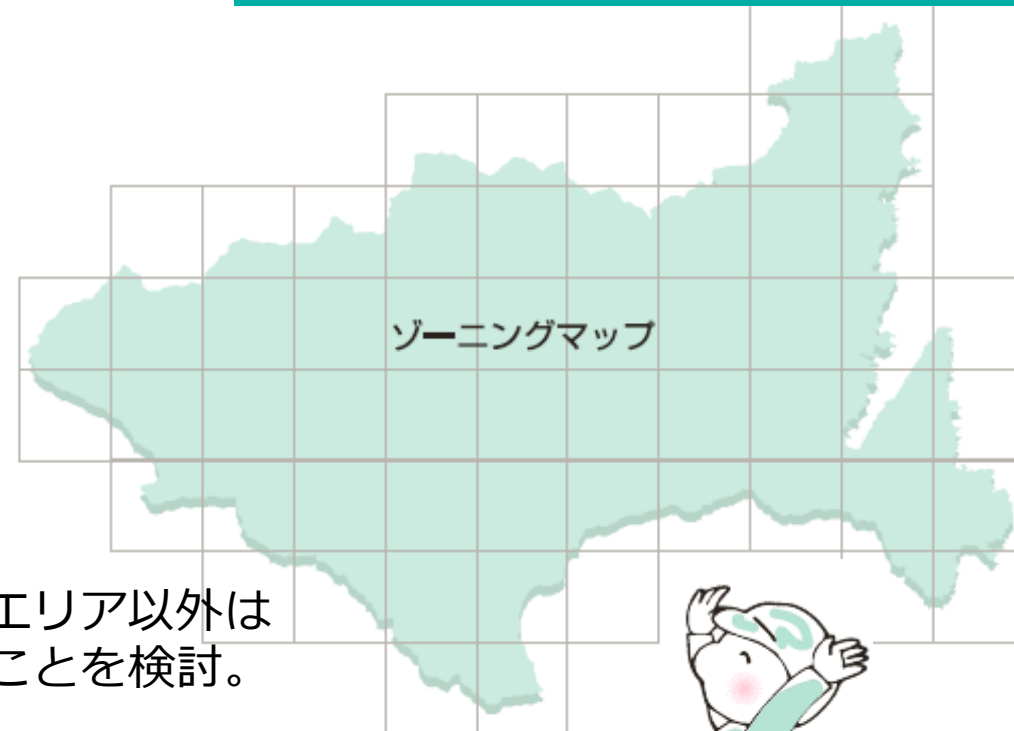 ゾーニングマップ
エリア以外は
ことを検討。